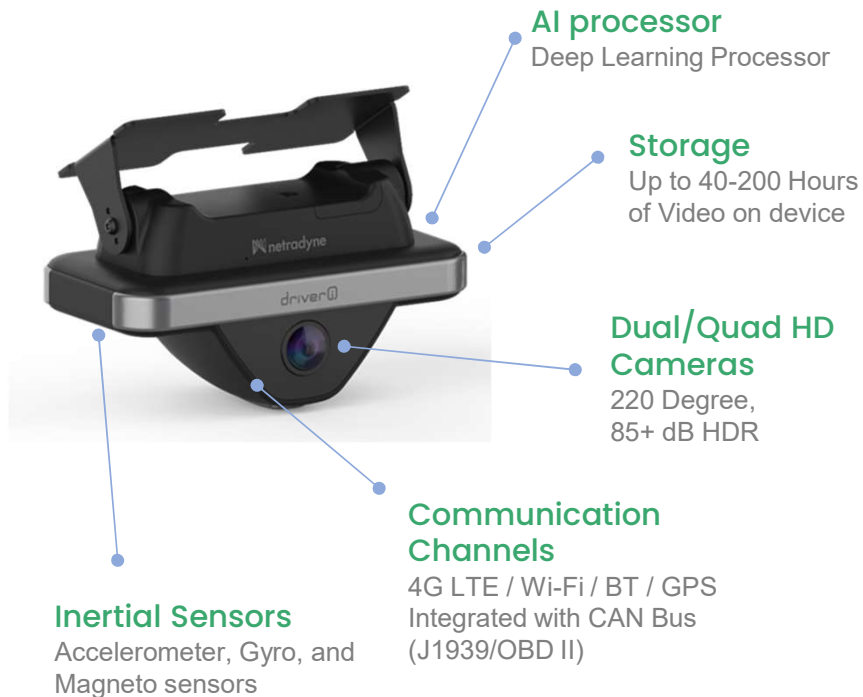 AI processor
Deep Learning Processor
Storage
Up to 40-200 Hours
of Video on device
netradyne
driveri
Dual/Quad HD
Cameras
220 Degree,
85+ dB HDR
Communication
Channels
4G LTE / Wi-Fi / BT / GPS
Integrated with CAN Bus
(J1939/OBD II)
Inertial Sensors
Accelerometer, Gyro, and
Magneto sensors